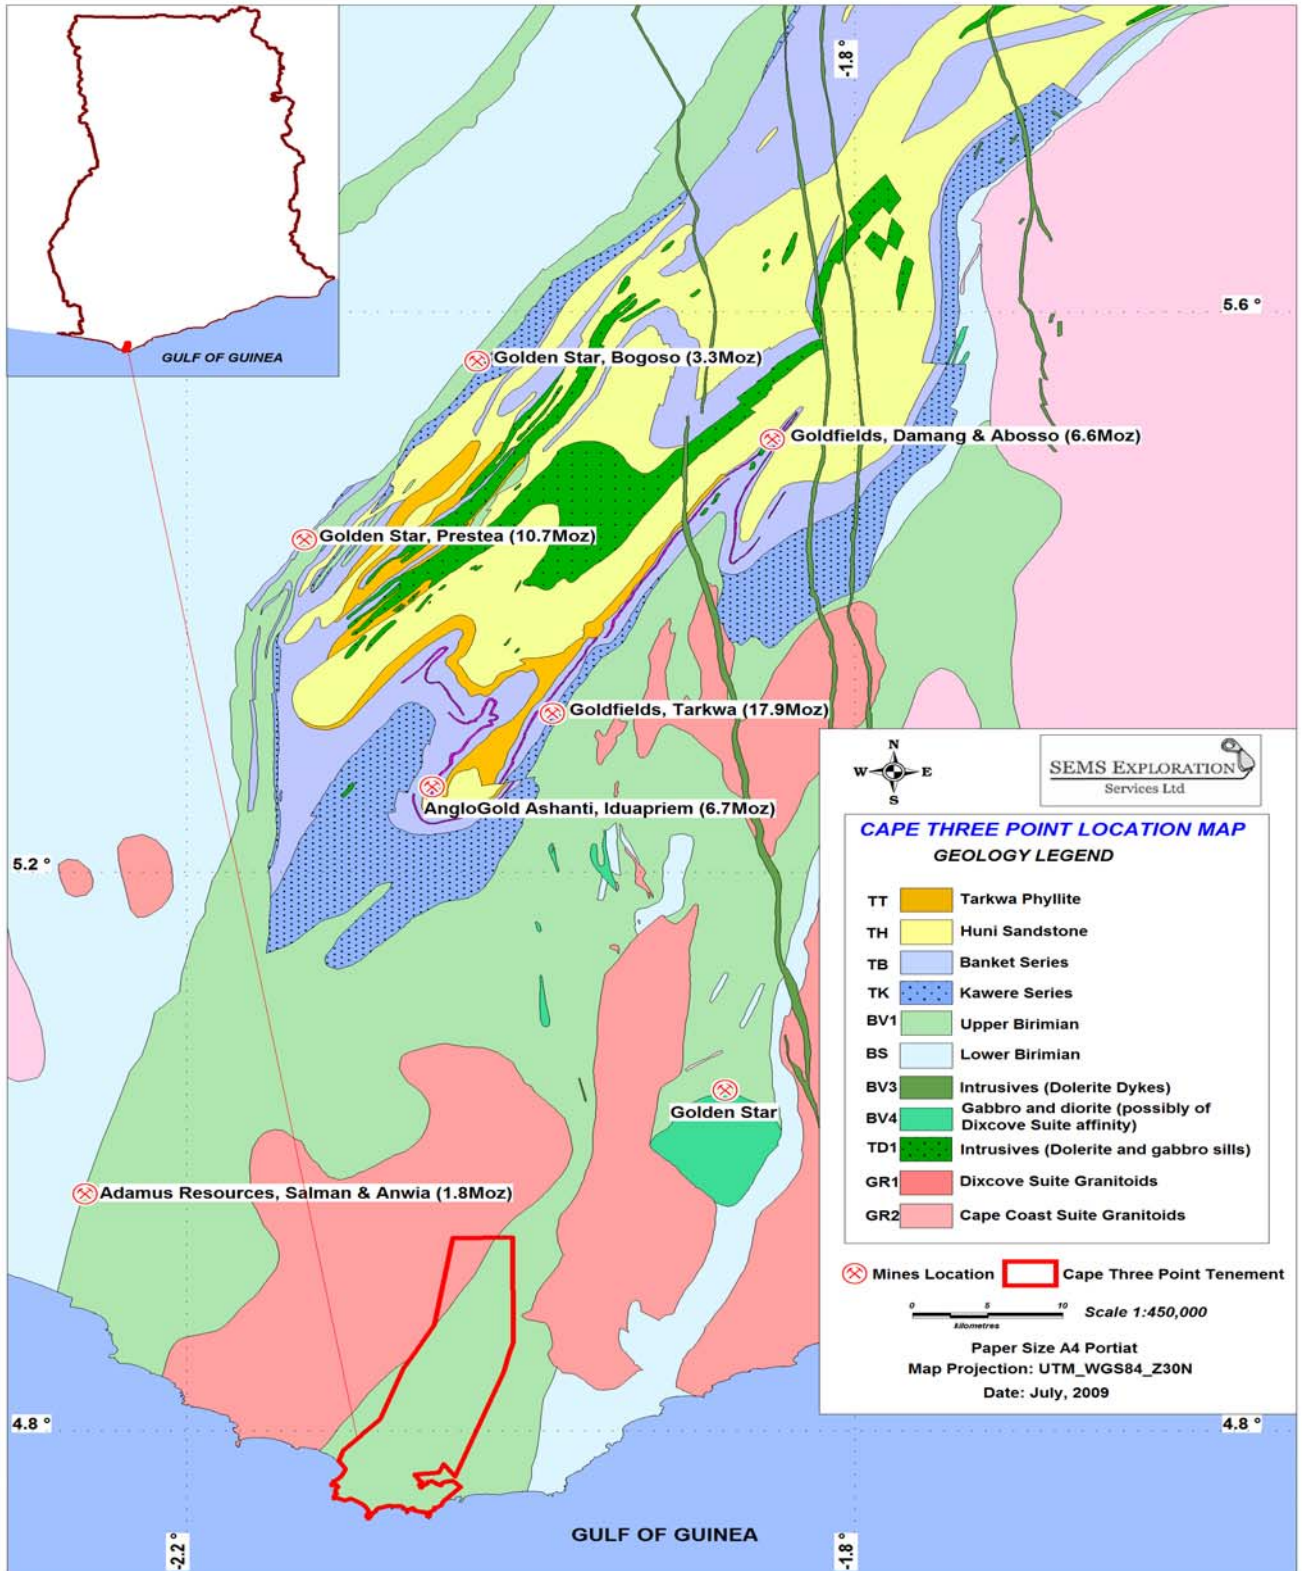 -1.8 °
5.6 °
GULF OF GUINEA
Golden Star, Bogoso (3.3Moz)
Goldfields, Damang & Abosso (6.6Moz)
Golden Star, Prestea (10.7Moz)
Goldfields, Tarkwa (17.9Moz)
AngloGold Ashanti, Iduapriem (6.7Moz)
5.2 °
Golden Star
Adamus Resources, Salman & Anwia (1.8Moz)
4.8 °
4.8 °
GULF OF GUINEA
-2.2 °
-1.8 °
N
W E
S
SEMS EXPLORATION
Services Ltd
CAPE THREE POINT LOCATION MAP
GEOLOGY LEGEND
TT Tarkwa Phyllite
TH Huni Sandstone
TB Banket Series
TK Kawere Series
BV1 Upper Birimian
BS Lower Birimian
BV3 Intrusives (Dolerite Dykes)
BV4 Gabbro and diorite (possibly of
Dixcove Suite affinity)
TD1 Intrusives (Dolerite and gabbro sills)
GR1 Dixcove Suite Granitoids
GR2 Cape Coast Suite Granitoids
Mines Location Cape Three Point Tenement
0 5 10
kilometres
Scale 1:450,000
Paper Size A4 Portiat
Map Projection: UTM_WGS84_Z30N
Date: July, 2009